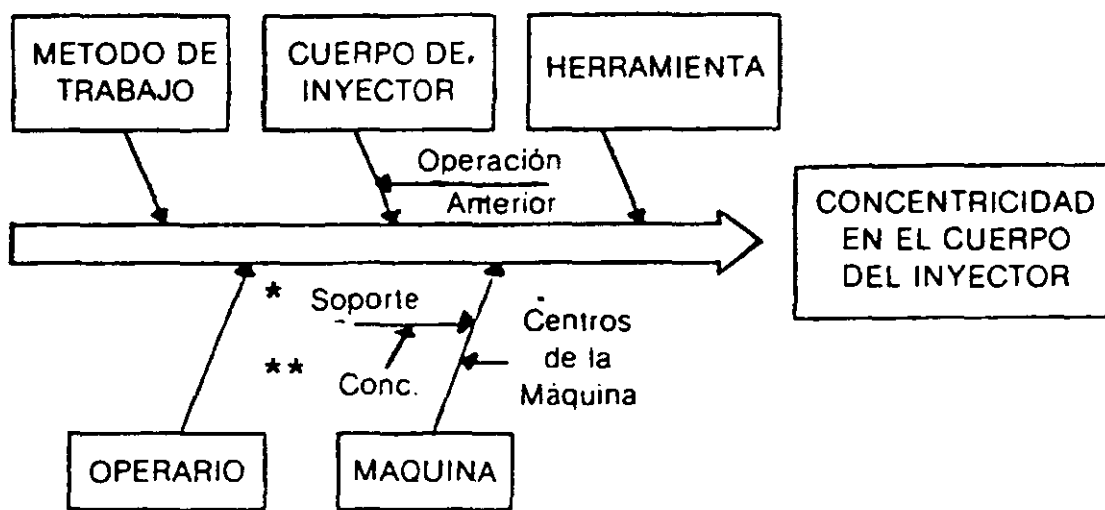 METODO DE
TRABAJO
CUERPO DE.
INYECTOR
HERRAMIENTA
Operación
Anterior
CONCENTRICIDAD
EN EL CUERPO
DEL INYECTOR
*
Soporte
**
Conc.
Centros
de la
Máquina
OPERARIO
MAQUINA